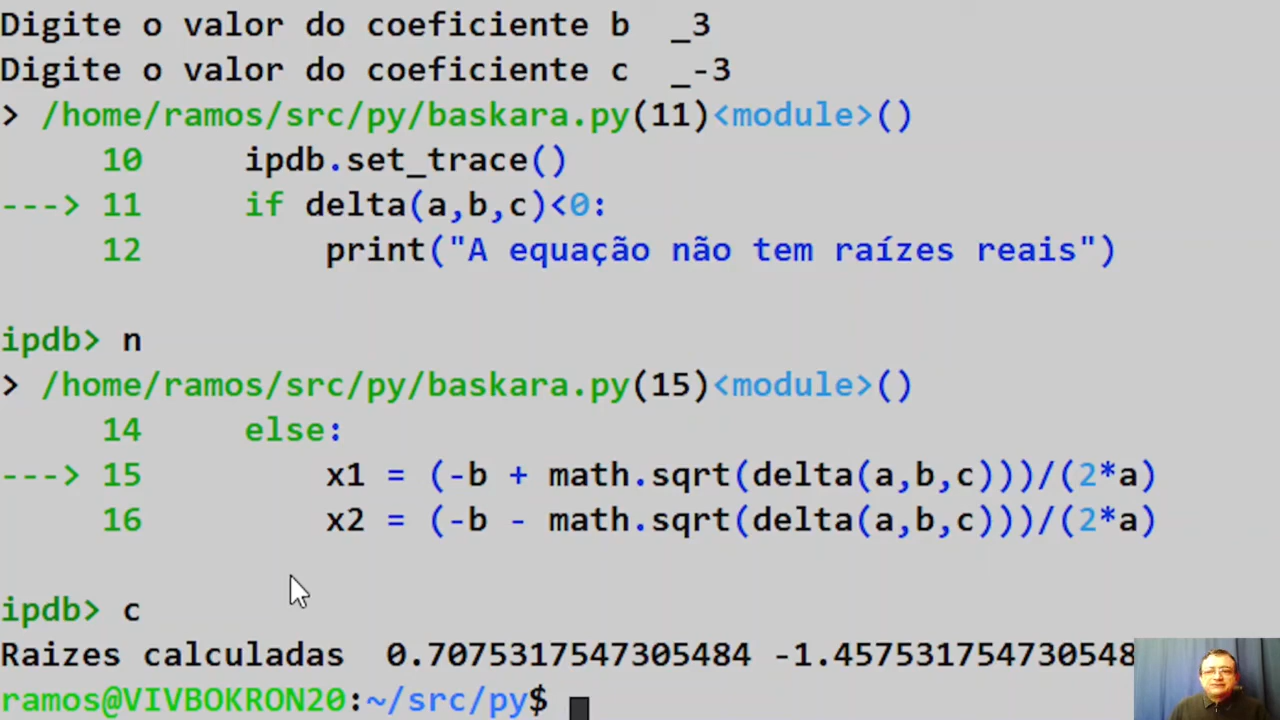 Digite o valor do coeficiente b  _3
Digite o valor do coeficiente c  _-3
> /home/ramos/src/py/baskara.py(11)<module>()
     10     ipdb.set_trace()
---> 11     if delta(a,b,c)<0:
     12         print("A equação não tem raízes reais")
ipdb> n
> /home/ramos/src/py/baskara.py(15)<module>()
     14     else:
---> 15         x1 = (-b + math.sqrt(delta(a,b,c)))/(2*a)
     16         x2 = (-b - math.sqrt(delta(a,b,c)))/(2*a)
ipdb> c
Raizes calculadas  0.7075317547305484 -1.457531754730548
ramos@VIVBOKRON20:~/src/py$